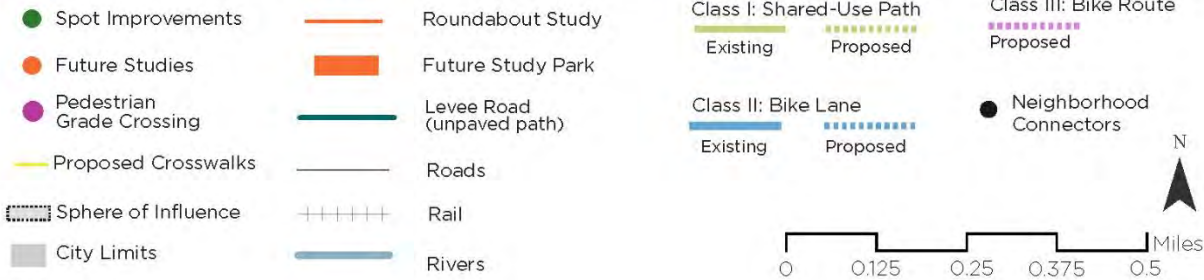 Spot Improvements
Future Studies
Pedestrian
Grade Crossing
Proposed Crosswalks
Sphere of Influence
City Limits
Roundabout Study
Future Study Park
Levee Road
(unpaved path)
Roads
Rail
Rivers
Class I: Shared-Use Path
Existing
Proposed
Class II: Bike Lane
Existing
Proposed
Class III: Bike Route
Proposed
Neighborhood
Connectors
N
Miles
0 0.125 0.25 0.375 0.5